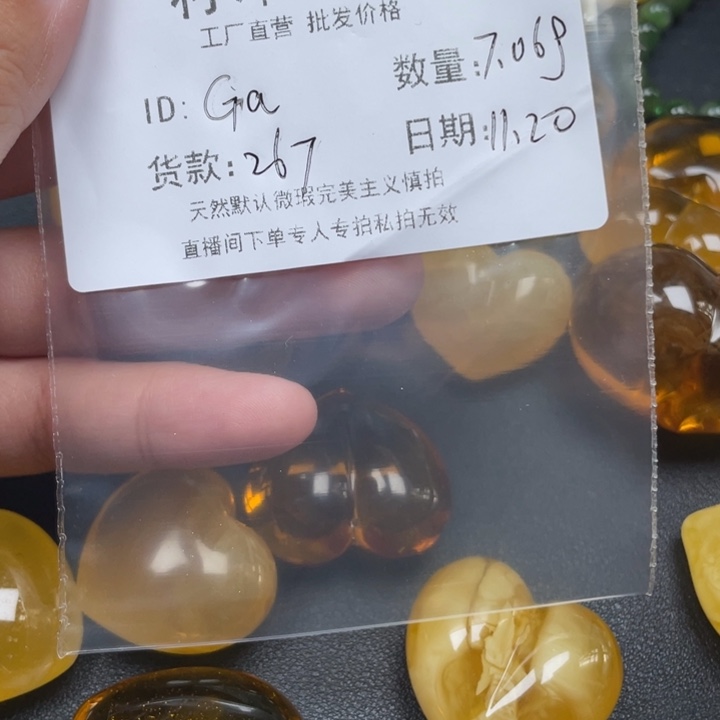 工厂直营 批发价格
ID: Ga
数量: 7.06g
货款: 267
日期: 11.20
天然默认微瑕完美主义慎拍
直播间下单专人专拍私拍无效